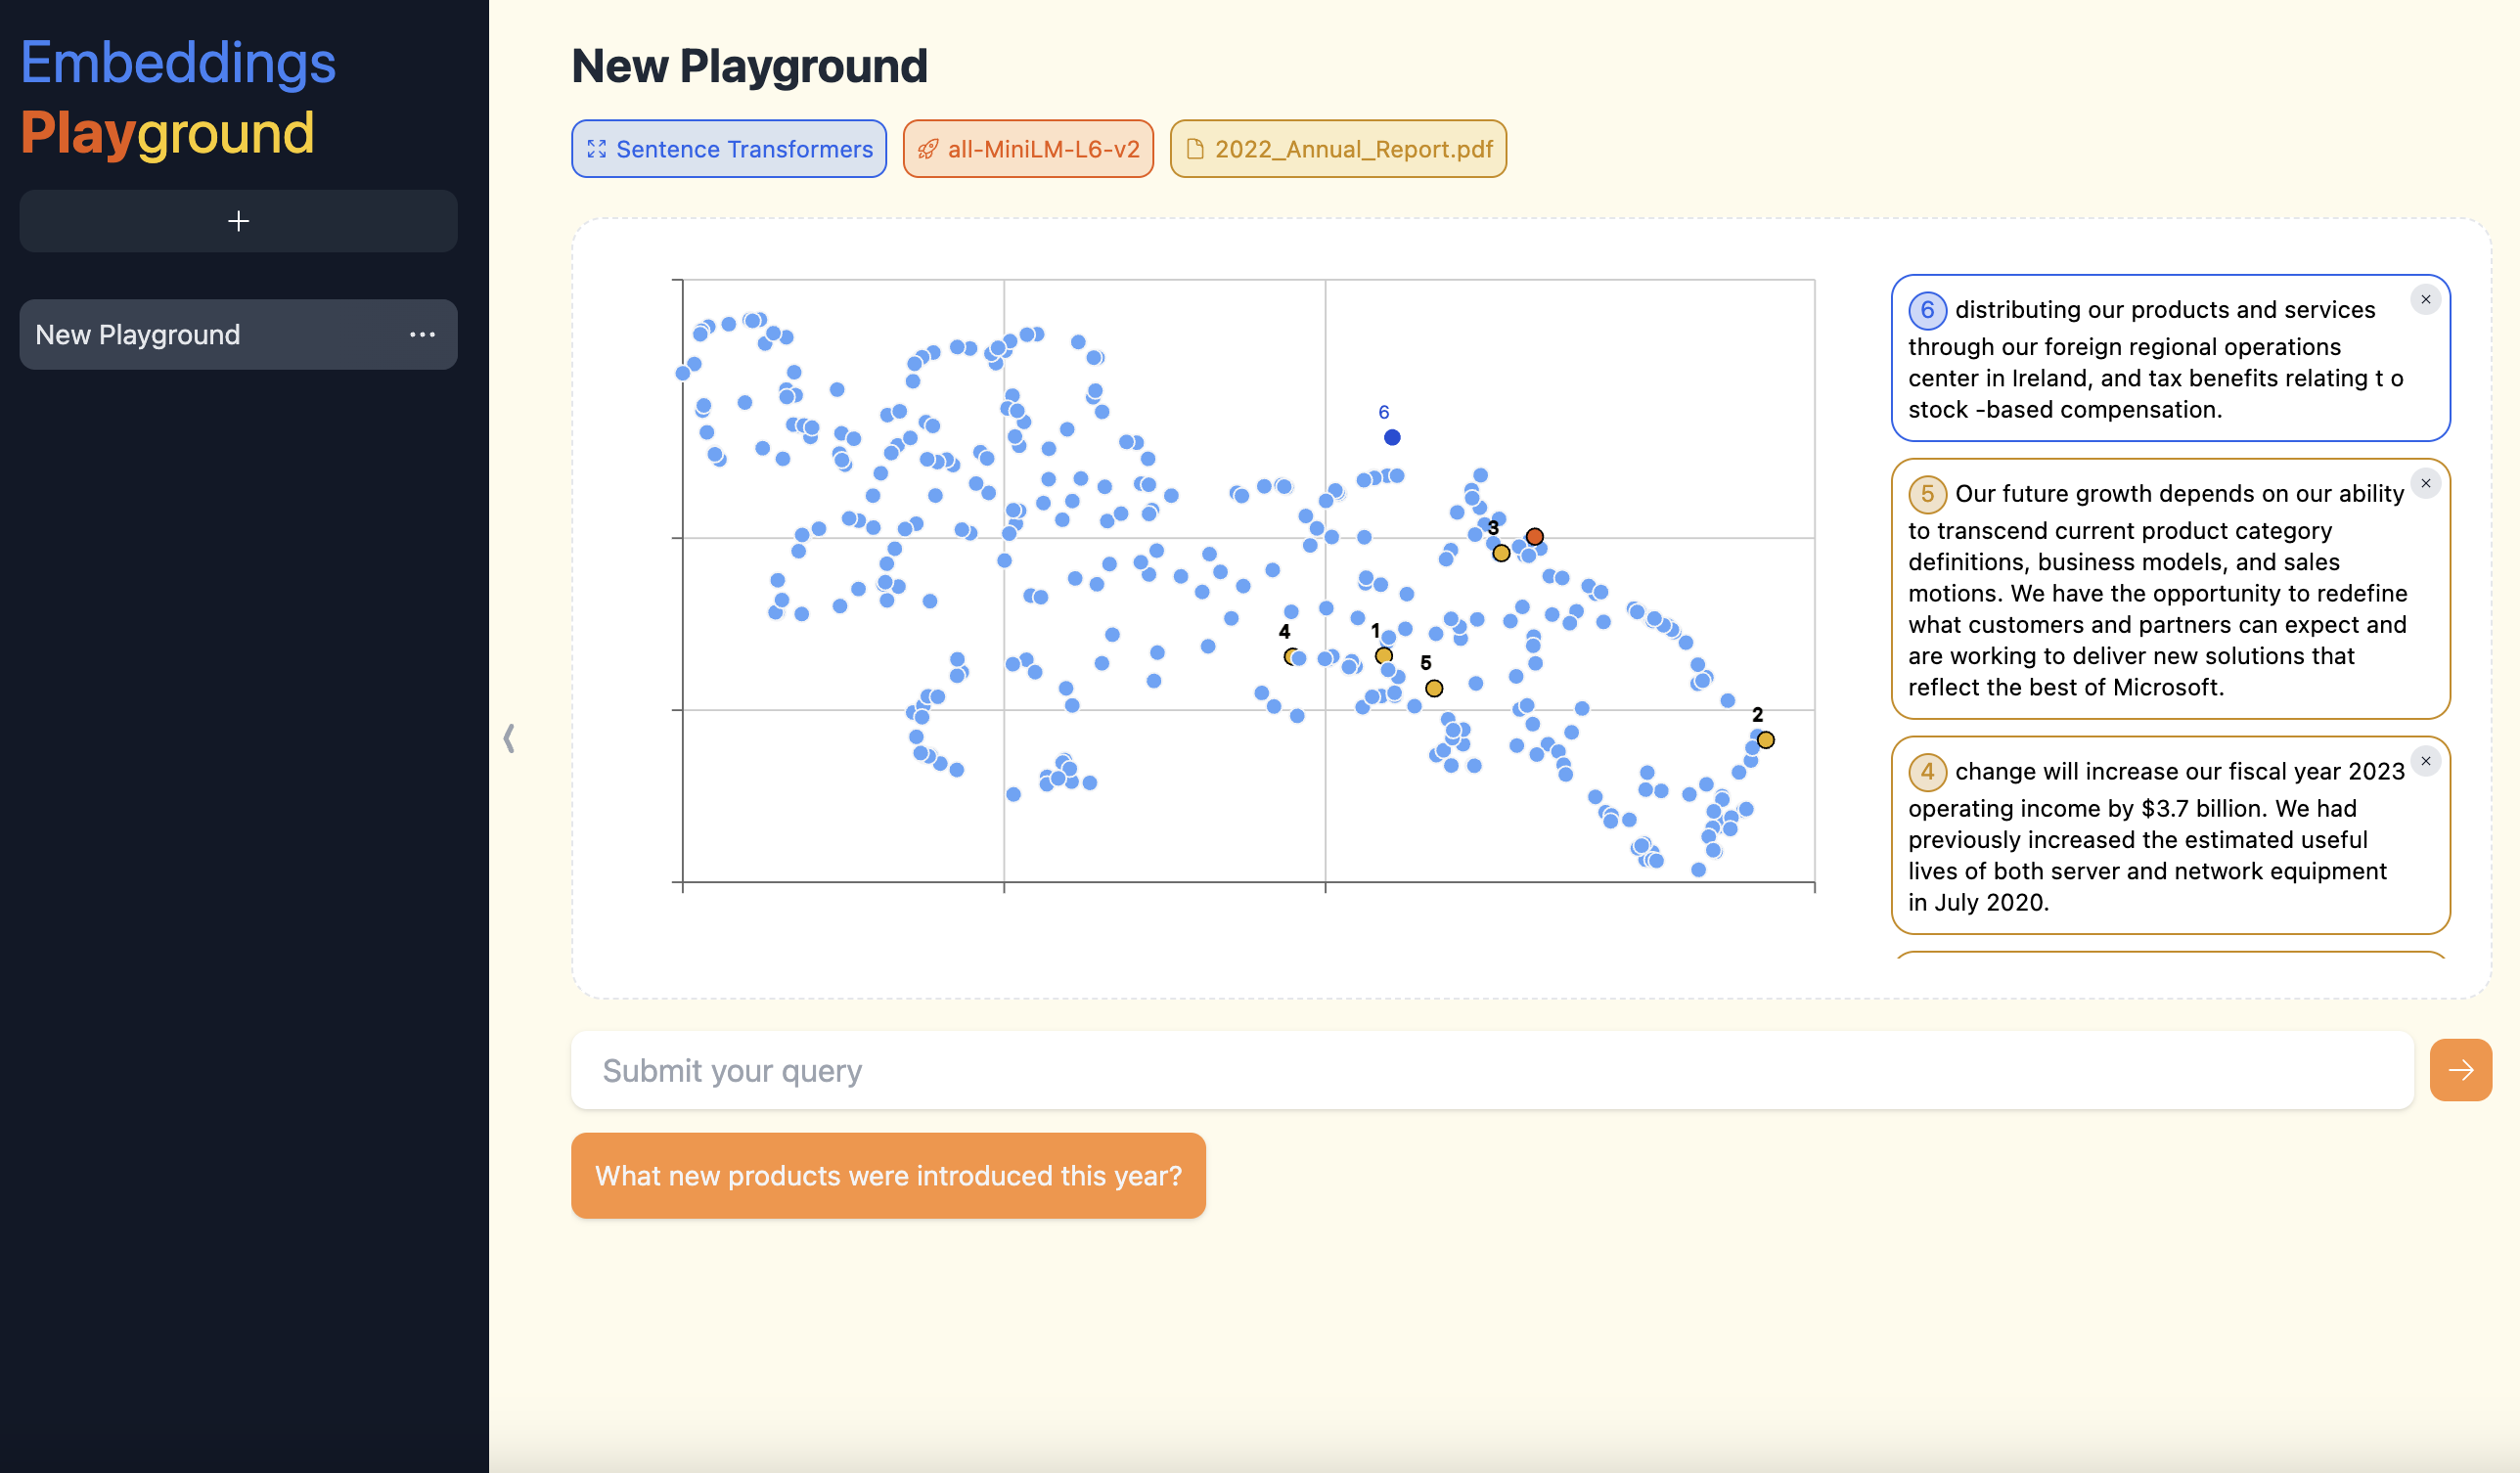 Embeddings
Playground
+
New Playground
...
New Playground
Sentence Transformers
all-MiniLM-L6-v2
2022_Annual_Report.pdf
6
3
4
1
5
2
6 distributing our products and services
through our foreign regional operations
center in Ireland, and tax benefits relating t o
stock -based compensation.
5 Our future growth depends on our ability
to transcend current product category
definitions, business models, and sales
motions. We have the opportunity to redefine
what customers and partners can expect and
are working to deliver new solutions that
reflect the best of Microsoft.
4 change will increase our fiscal year 2023
operating income by $3.7 billion. We had
previously increased the estimated useful
lives of both server and network equipment
in July 2020.
Submit your query
What new products were introduced this year?